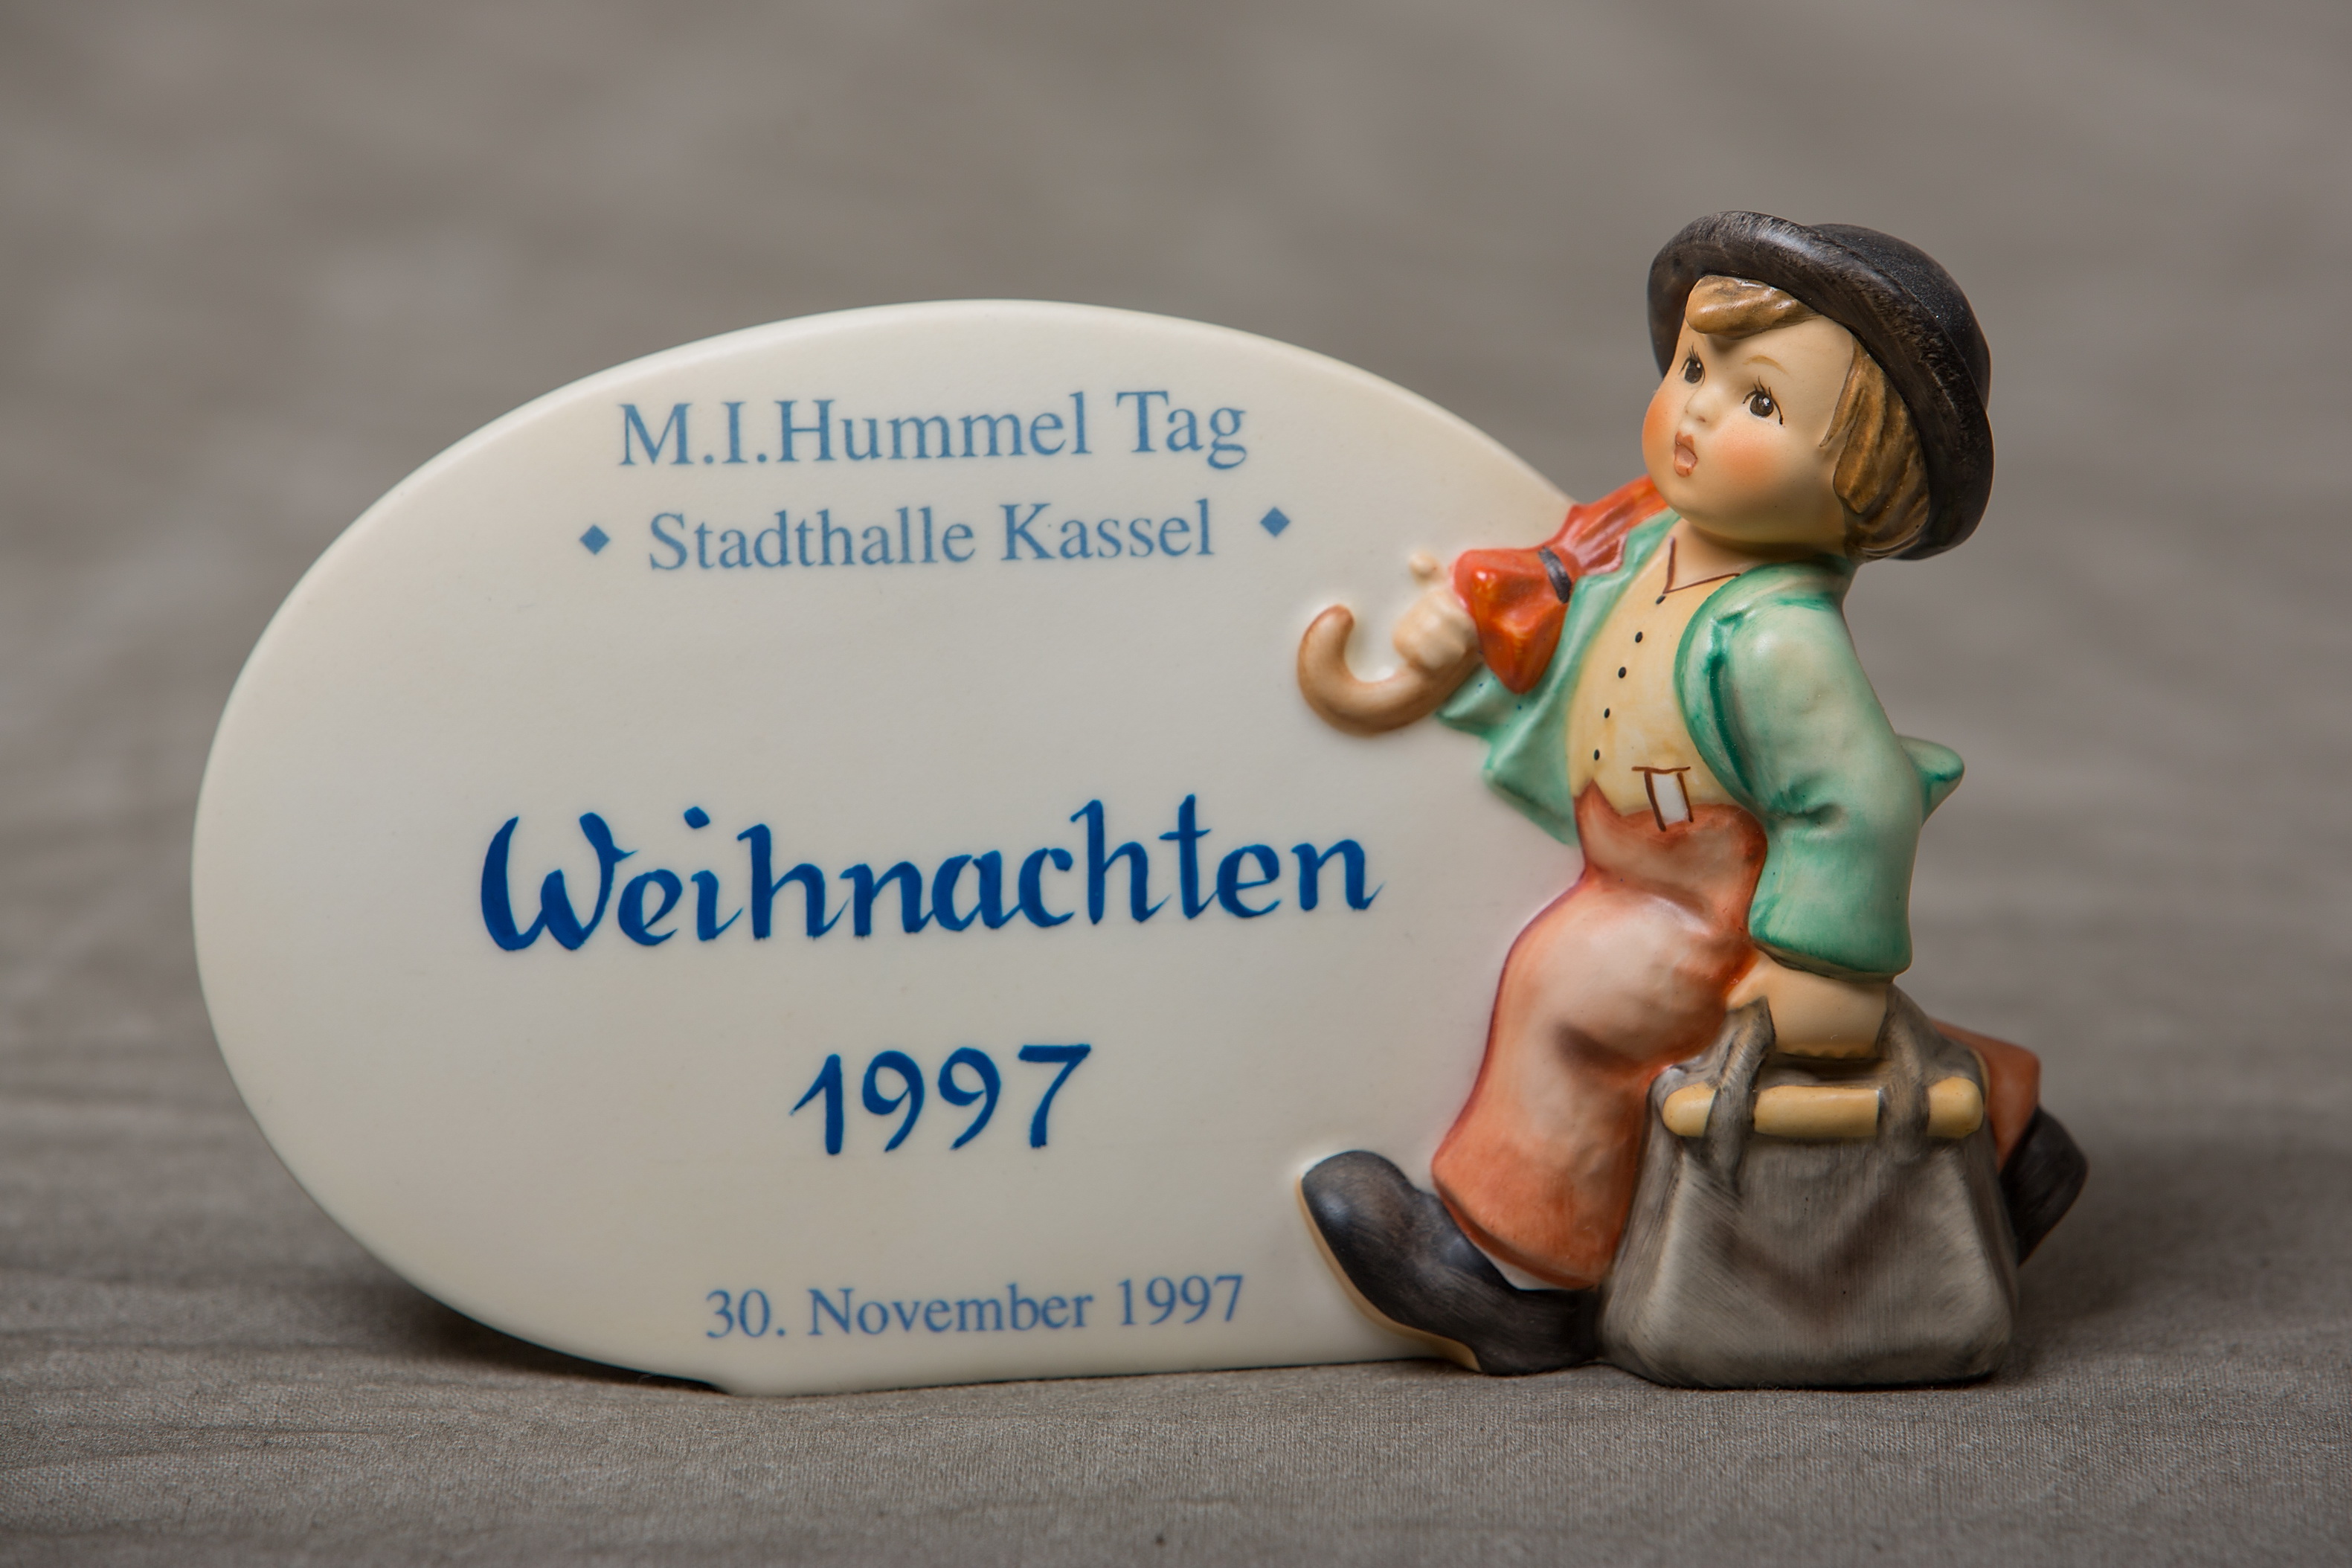 M.I.Hummel Tag
◆ Stadthalle Kassel ◆
Weihnachten
1997
30. November 1997